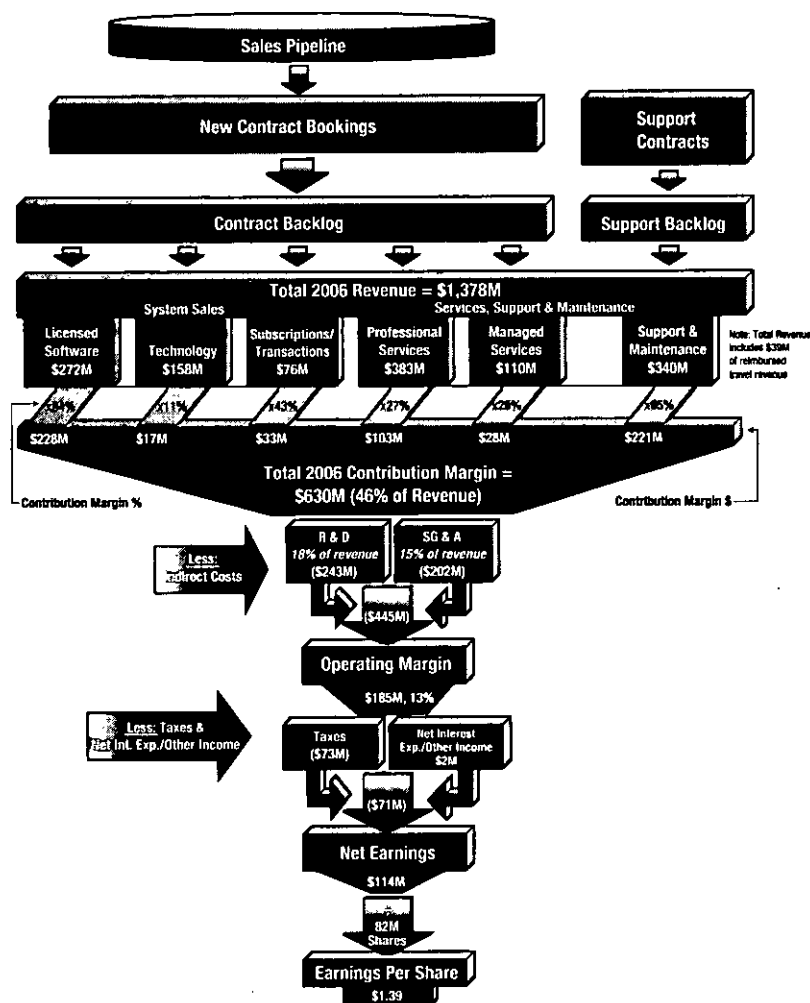 Sales Pipeline
New Contract Bookings
Support
Contracts
Contract Backlog
Support Backlog
Total 2006 Revenue = $1,378M
System Sales
Services, Support & Maintenance
Licensed
Software
$272M
Technology
$158M
Subscriptions/
Transactions
$76M
Professional
Services
$383M
Managed
Services
$110M
Support &
Maintenance
$340M
Note: Total Revenue
includes $39M
of reimbursed
travel revenue
x84%
x11%
x43%
x27%
x65%
$228M
$17M
$33M
$103M
$28M
$221M
Total 2006 Contribution Margin =
$630M (46% of Revenue)
Contribution Margin %
Contribution Margin $
Less:
Indirect Costs
R & D
18% of revenue
($243M)
SG & A
15% of revenue
($202M)
($445M)
Operating Margin
$185M, 13%
Less: Taxes &
Net Int. Exp./Other Income
Taxes
($73M)
Net Interest
Exp./Other Income
$2M
($71M)
Net Earnings
$114M
82M
Shares
Earnings Per Share
$1.39